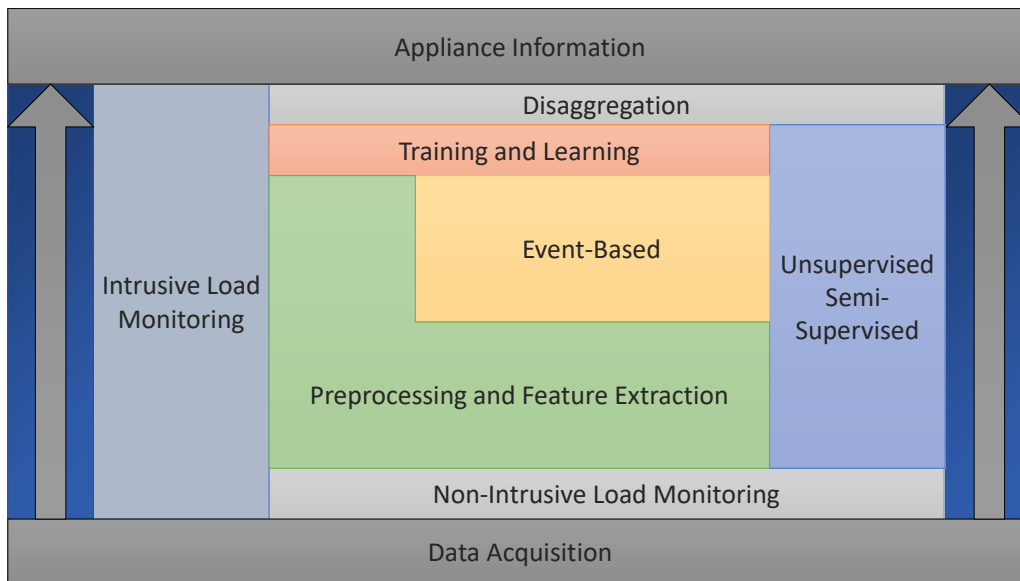 Appliance Information
Disaggregation
Training and Learning
Event-Based
Intrusive Load
Monitoring
Unsupervised
Semi-
Supervised
Preprocessing and Feature Extraction
Non-Intrusive Load Monitoring
Data Acquisition